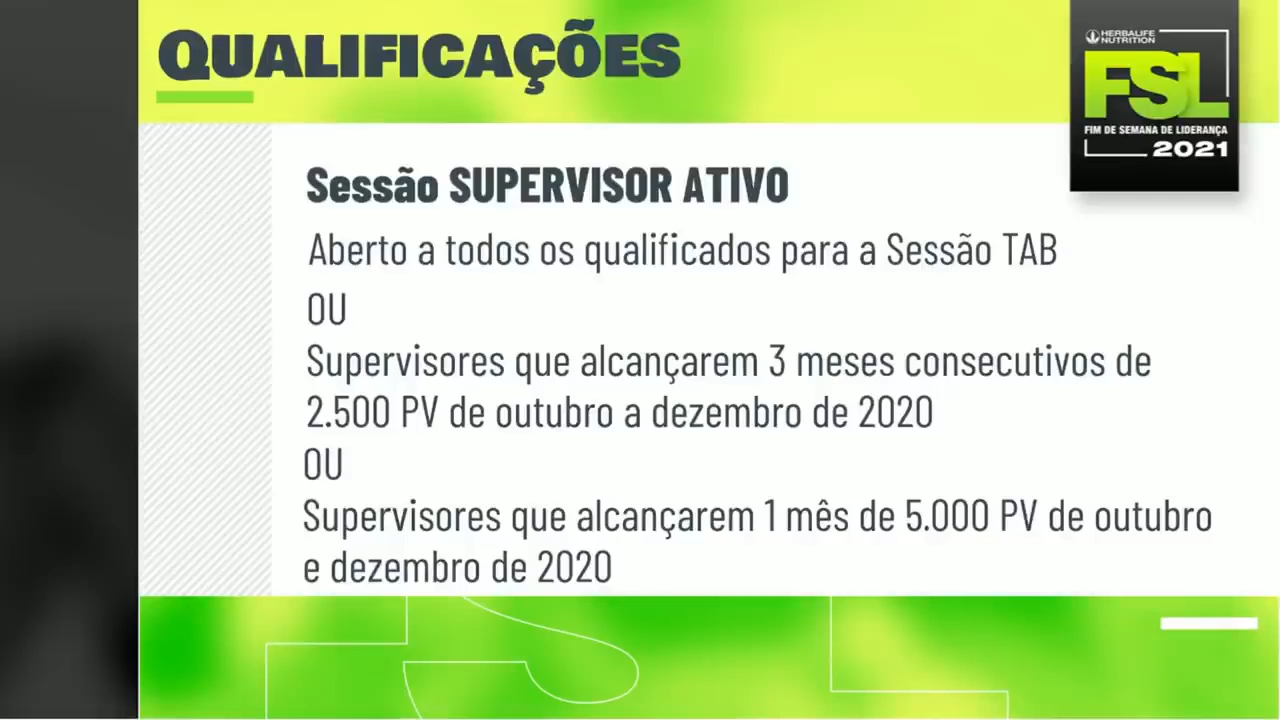 QUALIFICAÇÕES
HERBALIFE
NUTRITION
FSL
FIM DE SEMANA DE LIDERANÇA
2021
Sessão SUPERVISOR ATIVO
Aberto a todos os qualificados para a Sessão TAB
OU
Supervisores que alcançarem 3 meses consecutivos de
2.500 PV de outubro a dezembro de 2020
OU
Supervisores que alcançarem 1 mês de 5.000 PV de outubro
e dezembro de 2020
FSL